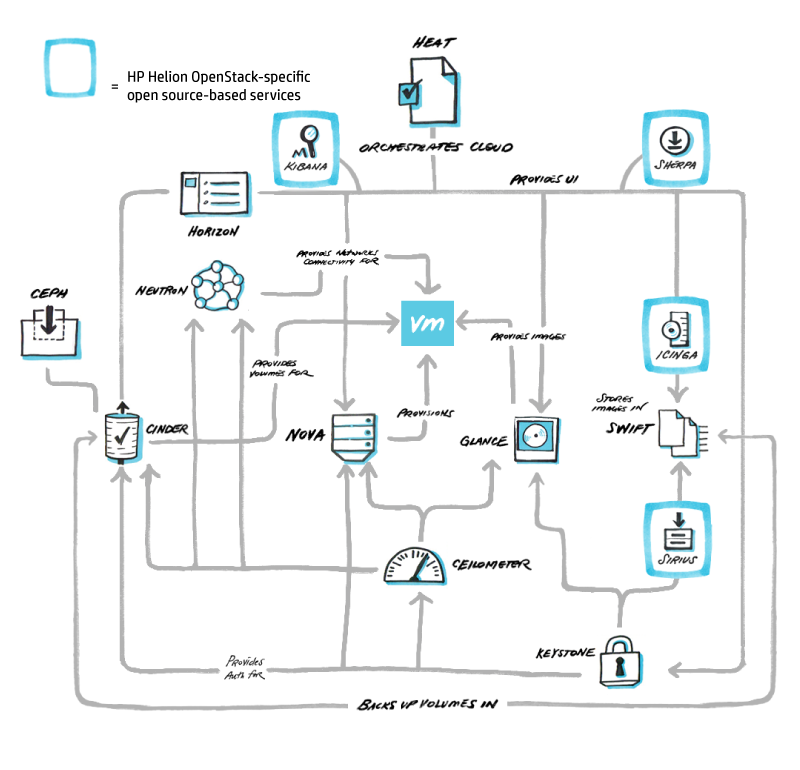 HEAT
HP Helion OpenStack-specific
= open source-based services
KIBANA
ORCHESTRATES CLOUD
SHERPA
PROVIDES UI
HORIZON
PROVIDES NETWORKS
CONNECTIVITY FOR
NEUTRON
CEPH
vm
PROVIDES IMAGES
ICINGA
PROVIDES
VOLUMES FOR
STORES
IMAGES IN
PROVISIONS
CINDER
NOVA
GLANCE
SWIFT
SIRIUS
CEILOMETER
KEYSTONE
Provides
Auth for
BACKS UP VOLUMES IN